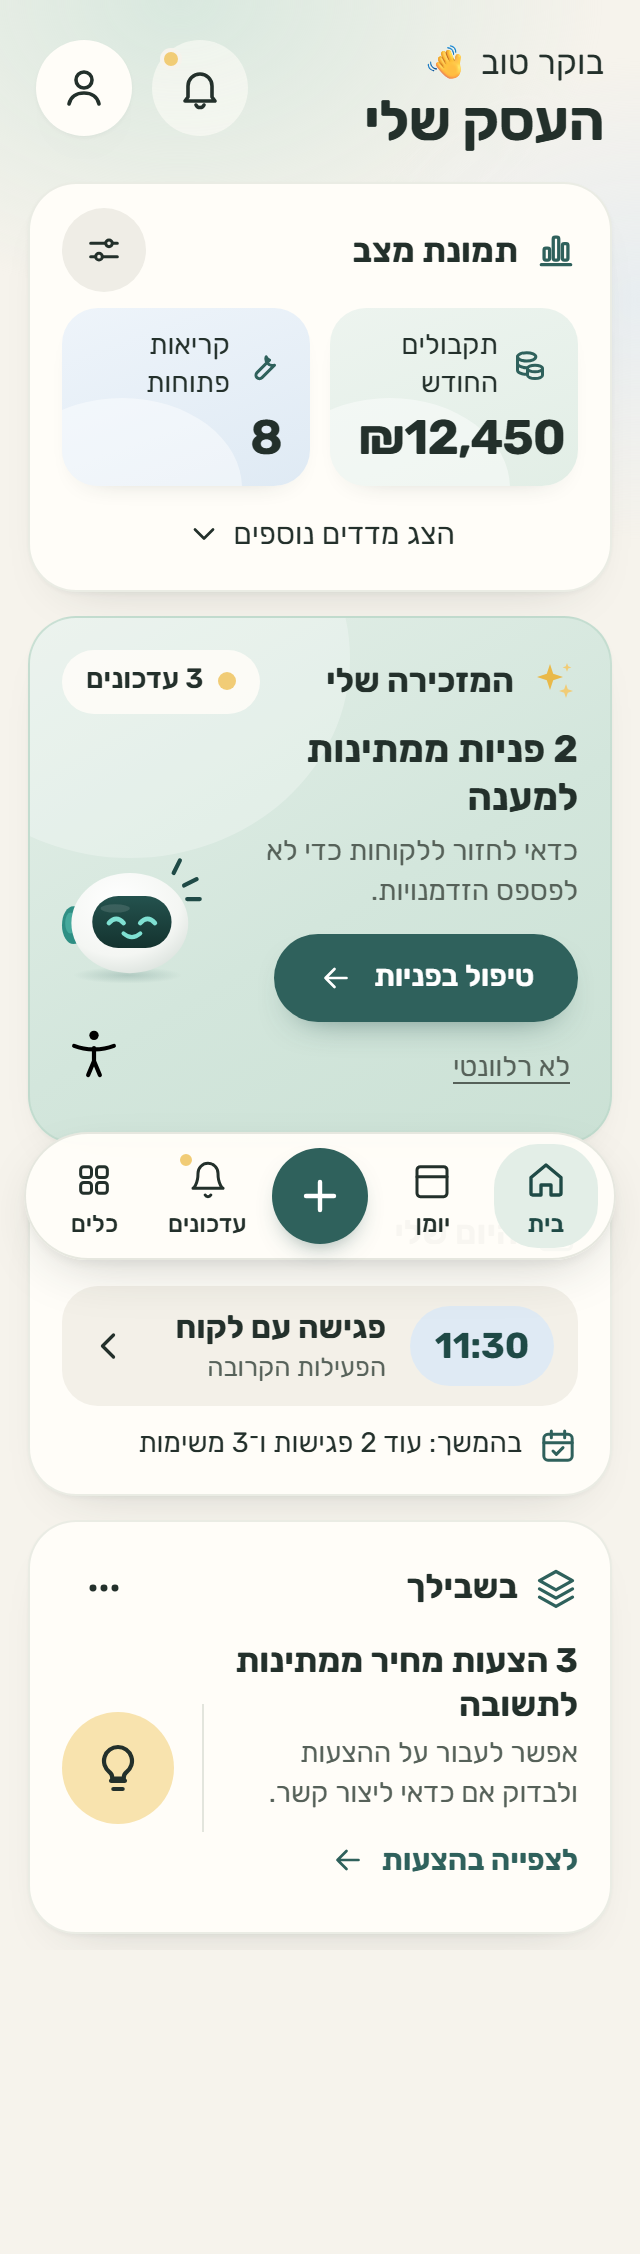 בוקר טוב 👋
העסק שלי
תמונת מצב
תקבולים
החודש
₪12,450
קריאות
פתוחות
8
הצג מדדים נוספים
המזכירה שלי
3 עדכונים
2 פניות ממתינות
למענה
כדאי לחזור ללקוחות כדי לא
לפספס הזדמנויות.
טיפול בפניות
לא רלוונטי
בית
יומן
עדכונים
כלים
היום שלי
11:30
פגישה עם לקוח
הפעילות הקרובה
בהמשך: עוד 2 פגישות ו־3 משימות
בשבילך
3 הצעות מחיר ממתינות
לתשובה
אפשר לעבור על ההצעות
ולבדוק אם כדאי ליצור קשר.
לצפייה בהצעות